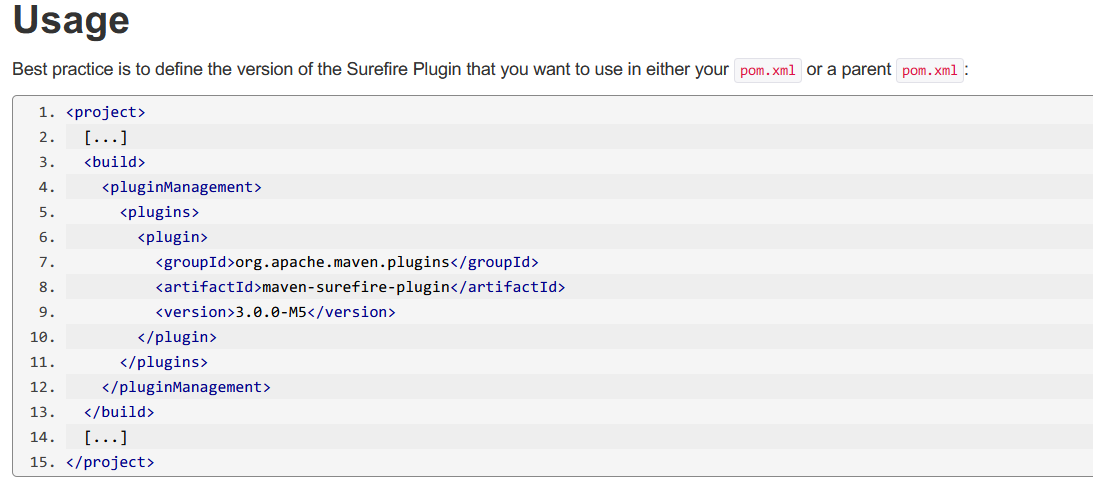 Usage
Best practice is to define the version of the Surefire Plugin that you want to use in either your pom.xml or a parent pom.xml:
1. <project>
2.   [...]
3.   <build>
4.     <pluginManagement>
5.       <plugins>
6.         <plugin>
7.           <groupId>org.apache.maven.plugins</groupId>
8.           <artifactId>maven-surefire-plugin</artifactId>
9.           <version>3.0.0-M5</version>
10.         </plugin>
11.       </plugins>
12.     </pluginManagement>
13.   </build>
14.   [...]
15. </project>